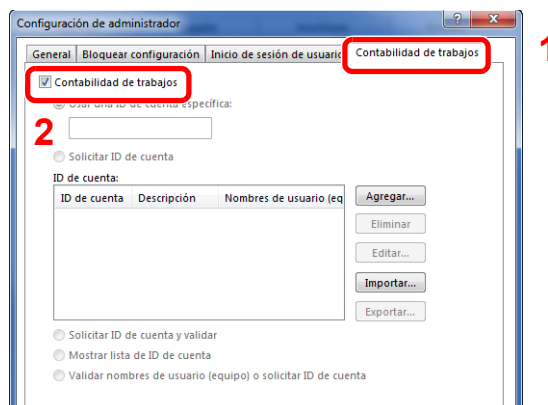 Configuración de administrador
General Bloquear configuración Inicio de sesión de usuario Contabilidad de trabajos
1
Contabilidad de trabajos
Usar una ID de cuenta específica:
2
Solicitar ID de cuenta
ID de cuenta:
ID de cuenta Descripción Nombres de usuario (eq
Agregar...
Eliminar
Editar...
Importar...
Exportar...
Solicitar ID de cuenta y validar
Mostrar lista de ID de cuenta
Validar nombres de usuario (equipo) o solicitar ID de cuenta